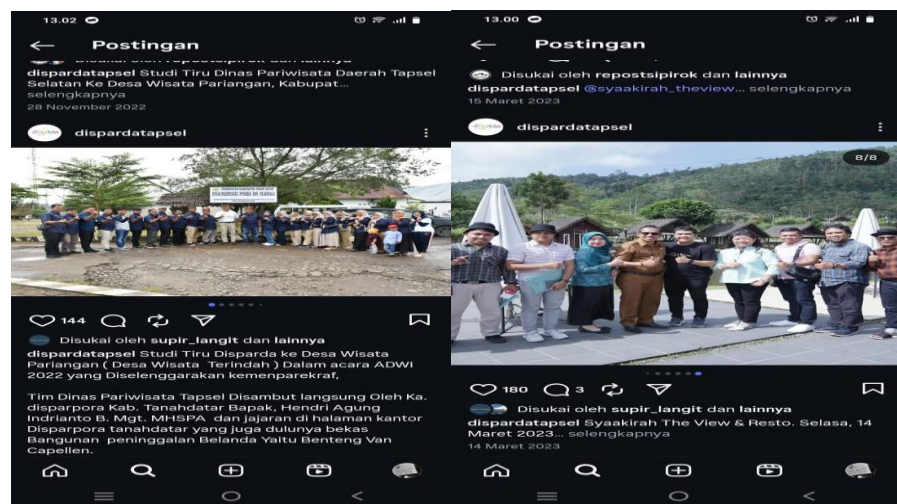 13.02
Postingan
Disukai oleh repostsipirok dan lainnya
dispardatapsel Studi Tiru Dinas Pariwisata Daerah Tapsel
Selatan Ke Desa Wisata Pariangan, Kabupat...
selengkapnya
28 November 2022
dispardatapsel
144
Disukai oleh supir_langit dan lainnya
dispardatapsel Studi Tiru Disparda ke Desa Wisata
Pariangan ( Desa Wisata Terindah ) Dalam acara ADWI
2022 yang Diselenggarakan kemenparekraf,
Tim Dinas Pariwisata Tapsel Disambut langsung Oleh Ka.
disparpora Kab. Tanahdatar Bapak, Hendri Agung
Indrianto B. Mgt. MHSPA dan jajaran di halaman kantor
Disparpora tanahdatar yang juga dulunya bekas
Bangunan peninggalan Belanda Yaitu Benteng Van
Capellen.
13.00
Postingan
Disukai oleh repostsipirok dan lainnya
dispardatapsel @syaakirah_theview... selengkapnya
15 Maret 2023
dispardatapsel
8/8
180 3
Disukai oleh supir_langit dan lainnya
dispardatapsel Syaakirah The View & Resto. Selasa, 14
Maret 2023... selengkapnya
14 Maret 2023